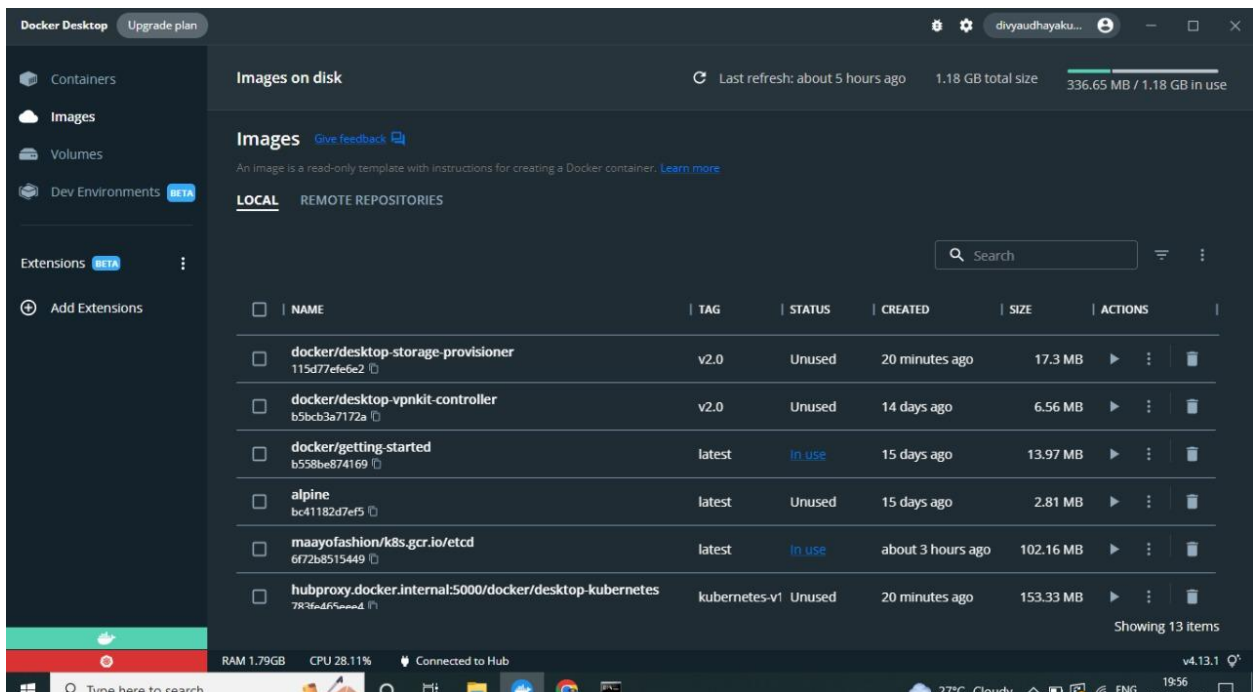 Docker Desktop Upgrade plan divyaudhayaku...
Containers
Images
Volumes
Dev Environments BETA
Extensions BETA
Add Extensions
Images on disk Last refresh: about 5 hours ago 1.18 GB total size 336.65 MB / 1.18 GB in use
Images Give feedback
An image is a read-only template with instructions for creating a Docker container. Learn more
LOCAL REMOTE REPOSITORIES
Search
NAME TAG STATUS CREATED SIZE ACTIONS
docker/desktop-storage-provisioner v2.0 Unused 20 minutes ago 17.3 MB
115d77efe6e2
docker/desktop-vpnkit-controller v2.0 Unused 14 days ago 6.56 MB
b5bcb3a7172a
docker/getting-started latest In use 15 days ago 13.97 MB
b558be874169
alpine latest Unused 15 days ago 2.81 MB
bc41182d7ef5
maayofashion/k8s.gcr.io/etcd latest In use about 3 hours ago 102.16 MB
6f72b8515449
hubproxy.docker.internal:5000/docker/desktop-kubernetes kubernetes-v1 Unused 20 minutes ago 153.33 MB
783fe465eee4
Showing 13 items
RAM 1.79GB CPU 28.11% Connected to Hub v4.13.1
Type here to search 27°C Cloudy ENG 19:56